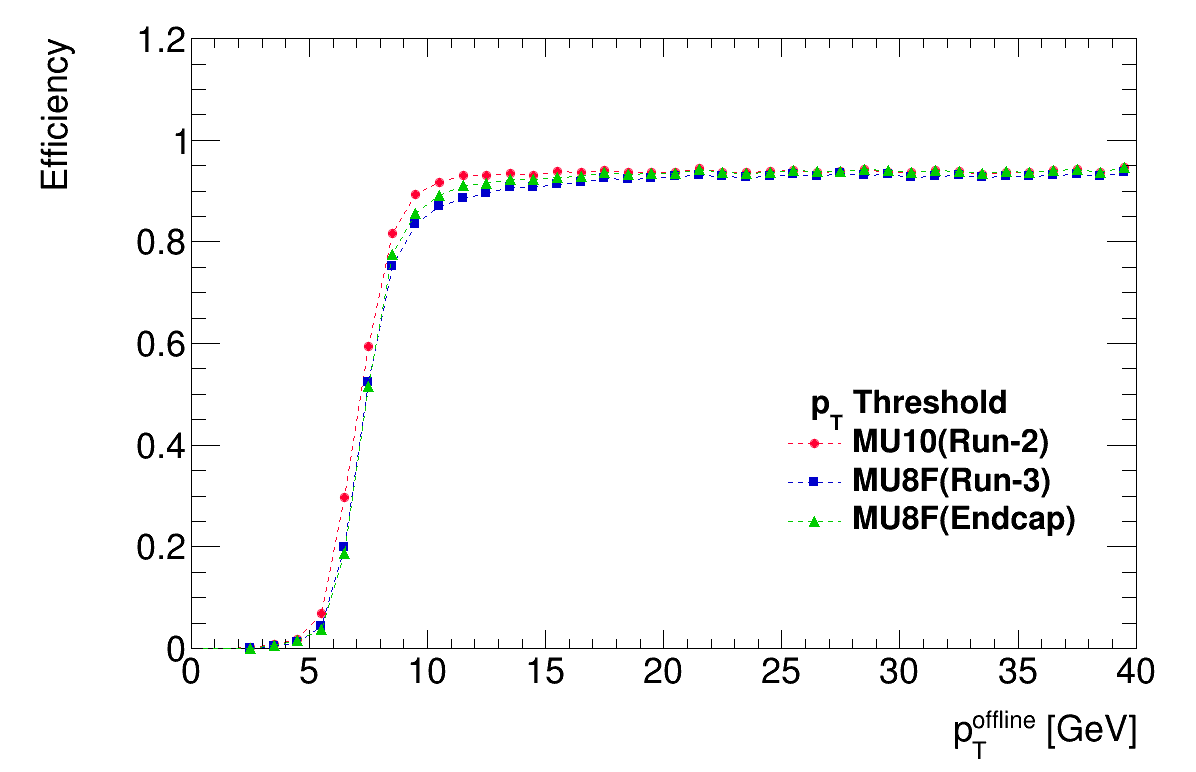 Efficiency
1.2
1
0.8
0.6
0.4
0.2
0
0 5 10 15 20 25 30 35 40
p_T^offline [GeV]
p_T Threshold
MU10(Run-2)
MU8F(Run-3)
MU8F(Endcap)